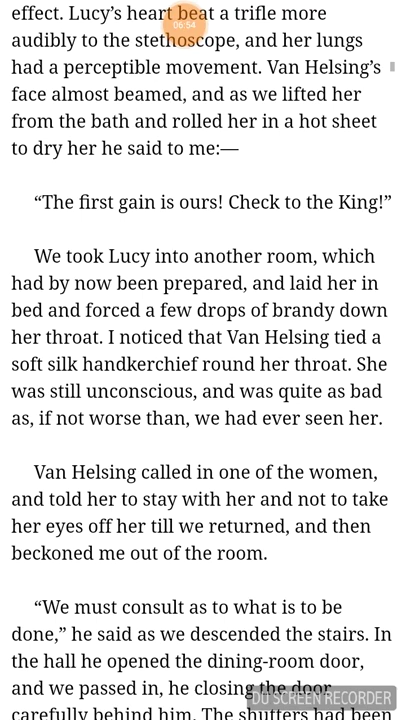 effect. Lucy’s heart beat a trifle more
06:54
audibly to the stethoscope, and her lungs
had a perceptible movement. Van Helsing’s
face almost beamed, and as we lifted her
from the bath and rolled her in a hot sheet
to dry her he said to me:—
“The first gain is ours! Check to the King!”
We took Lucy into another room, which
had by now been prepared, and laid her in
bed and forced a few drops of brandy down
her throat. I noticed that Van Helsing tied a
soft silk handkerchief round her throat. She
was still unconscious, and was quite as bad
as, if not worse than, we had ever seen her.
Van Helsing called in one of the women,
and told her to stay with her and not to take
her eyes off her till we returned, and then
beckoned me out of the room.
“We must consult as to what is to be
done,” he said as we descended the stairs. In
the hall he opened the dining-room door,
and we passed in, he closing the door
DU SCREEN RECORDER
carefully behind him. The shutters had been